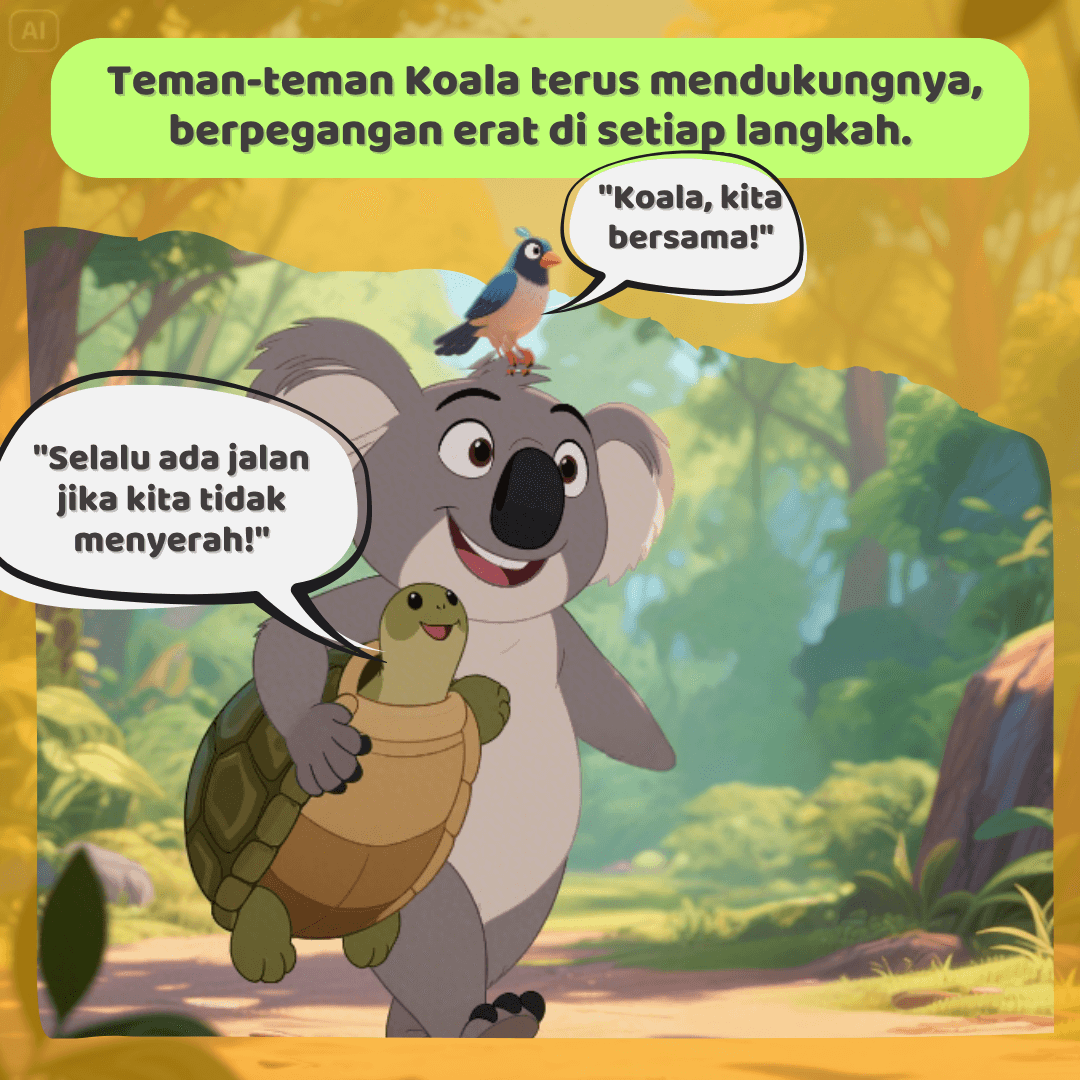 AI
Teman-teman Koala terus mendukungnya,
berpegangan erat di setiap langkah.
"Koala, kita
bersama!"
"Selalu ada jalan
jika kita tidak
menyerah!"